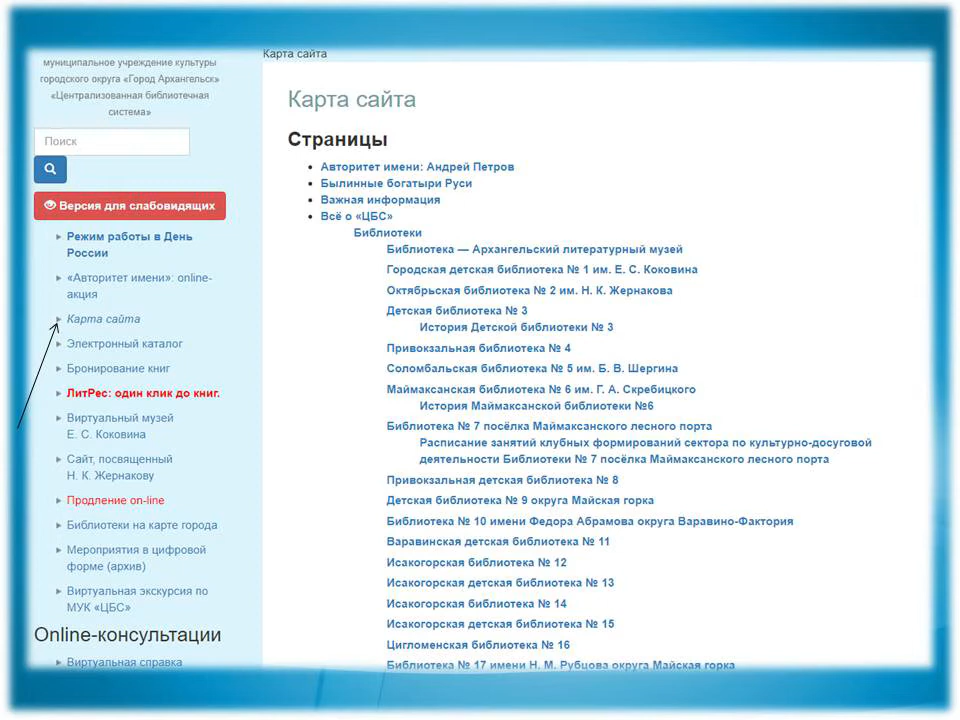 муниципальное учреждение культуры
городского округа «Город Архангельск»
«Централизованная библиотечная
система»
Поиск
Версия для слабовидящих
Режим работы в День
России
«Авторитет имени»: online-
акция
Карта сайта
Электронный каталог
Бронирование книг
ЛитРес: один клик до книг.
Виртуальный музей
Е. С. Коковина
Сайт, посвященный
Н. К. Жернакову
Продление on-line
Библиотеки на карте города
Мероприятия в цифровой
форме (архив)
Виртуальная экскурсия по
МУК «ЦБС»
Online-консультации
Виртуальная справка
Карта сайта
Карта сайта
Страницы
Авторитет имени: Андрей Петров
Былинные богатыри Руси
Важная информация
Всё о «ЦБС»
Библиотеки
Библиотека — Архангельский литературный музей
Городская детская библиотека № 1 им. Е. С. Коковина
Октябрьская библиотека № 2 им. Н. К. Жернакова
Детская библиотека № 3
История Детской библиотеки № 3
Привокзальная библиотека № 4
Соломбальская библиотека № 5 им. Б. В. Шергина
Маймаксанская библиотека № 6 им. Г. А. Скребицкого
История Маймаксанской библиотеки №6
Библиотека № 7 посёлка Маймаксанского лесного порта
Расписание занятий клубных формирований сектора по культурно-досуговой
деятельности Библиотеки № 7 посёлка Маймаксанского лесного порта
Привокзальная детская библиотека № 8
Детская библиотека № 9 округа Майская горка
Библиотека № 10 имени Федора Абрамова округа Варавино-Фактория
Варавинская детская библиотека № 11
Исакогорская библиотека № 12
Исакогорская детская библиотека № 13
Исакогорская библиотека № 14
Исакогорская детская библиотека № 15
Цигломенская библиотека № 16
Библиотека № 17 имени Н. М. Рубцова округа Майская горка